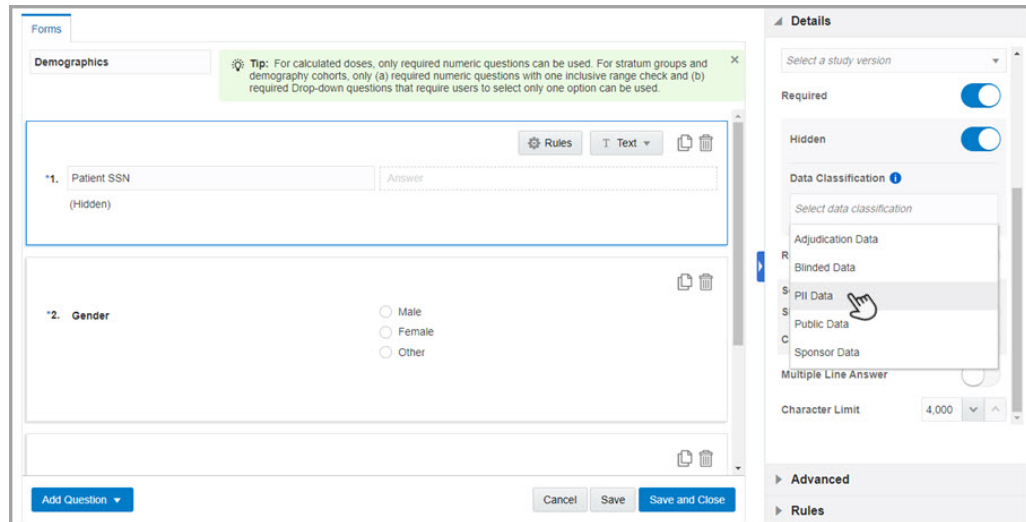 Forms
Demographics
Tip: For calculated doses, only required numeric questions can be used. For stratum groups and
demography cohorts, only (a) required numeric questions with one inclusive range check and (b)
required Drop-down questions that require users to select only one option can be used.
Rules
T Text
*1. Patient SSN
Answer
(Hidden)
*2. Gender
Male
Female
Other
Add Question
Cancel
Save
Save and Close
Details
Select a study version
Required
Hidden
Data Classification
Select data classification
Adjudication Data
Blinded Data
PII Data
Public Data
Sponsor Data
Multiple Line Answer
Character Limit
4,000
Advanced
Rules